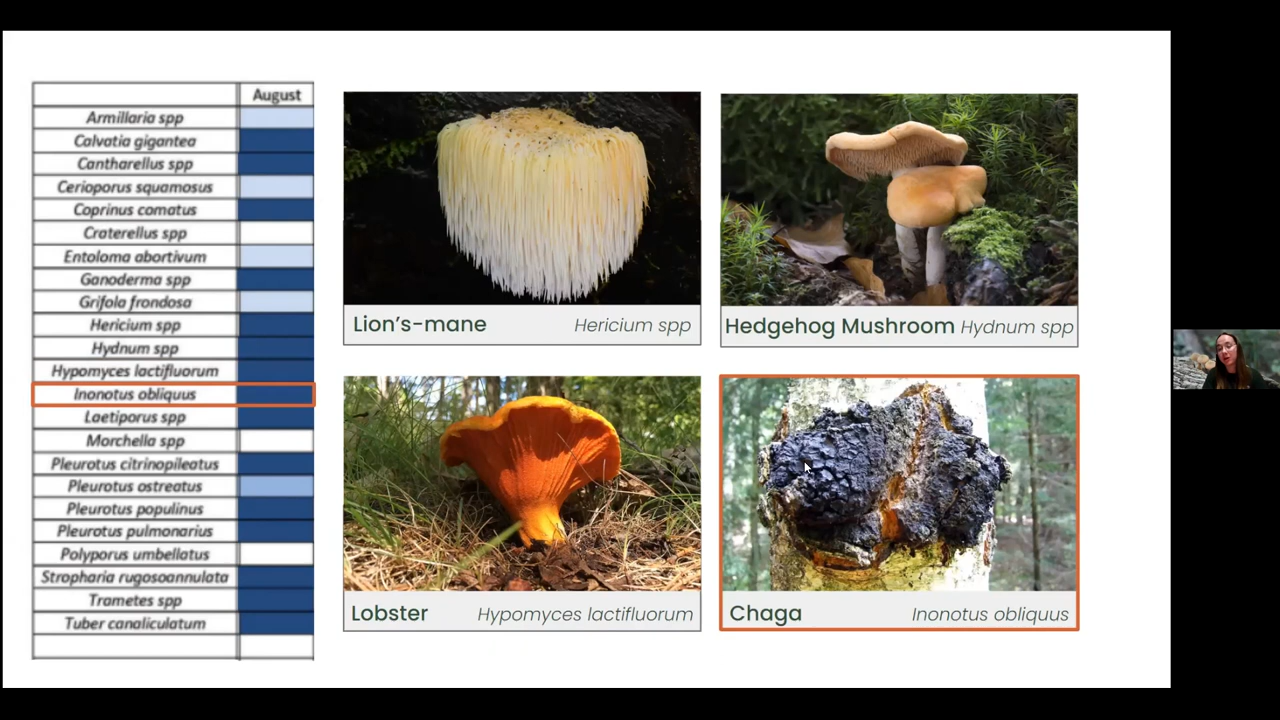 August
Armillaria spp
Calvatia gigantea
Cantharellus spp
Cerioporus squamosus
Coprinus comatus
Craterellus spp
Entoloma abortivum
Ganoderma spp
Grifola frondosa
Hericium spp
Hydnum spp
Hypomyces lactifluorum
Inonotus obliquus
Laetiporus spp
Morchella spp
Pleurotus citrinopileatus
Pleurotus ostreatus
Pleurotus populinus
Pleurotus pulmonarius
Polyporus umbellatus
Stropharia rugosoannulata
Trametes spp
Tuber canaliculatum
Lion's-mane Hericium spp
Hedgehog Mushroom Hydnum spp
Lobster Hypomyces lactifluorum
Chaga Inonotus obliquus